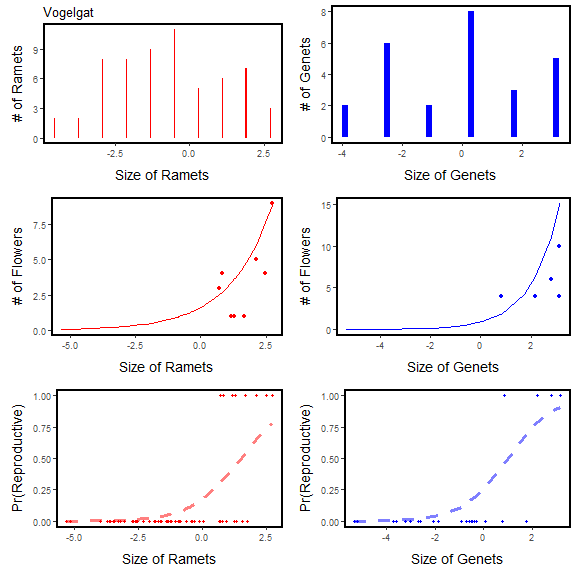 Vogelgat
# of Ramets
9
6
3
0
-2.5 0.0 2.5
Size of Ramets
# of Genets
8
6
4
2
0
-4 -2 0 2
Size of Genets
# of Flowers
7.5
5.0
2.5
0.0
-5.0 -2.5 0.0 2.5
Size of Ramets
# of Flowers
15
10
5
0
-4 -2 0 2
Size of Genets
Pr(Reproductive)
1.00
0.75
0.50
0.25
0.00
-5.0 -2.5 0.0 2.5
Size of Ramets
Pr(Reproductive)
1.00
0.75
0.50
0.25
0.00
-4 -2 0 2
Size of Genets